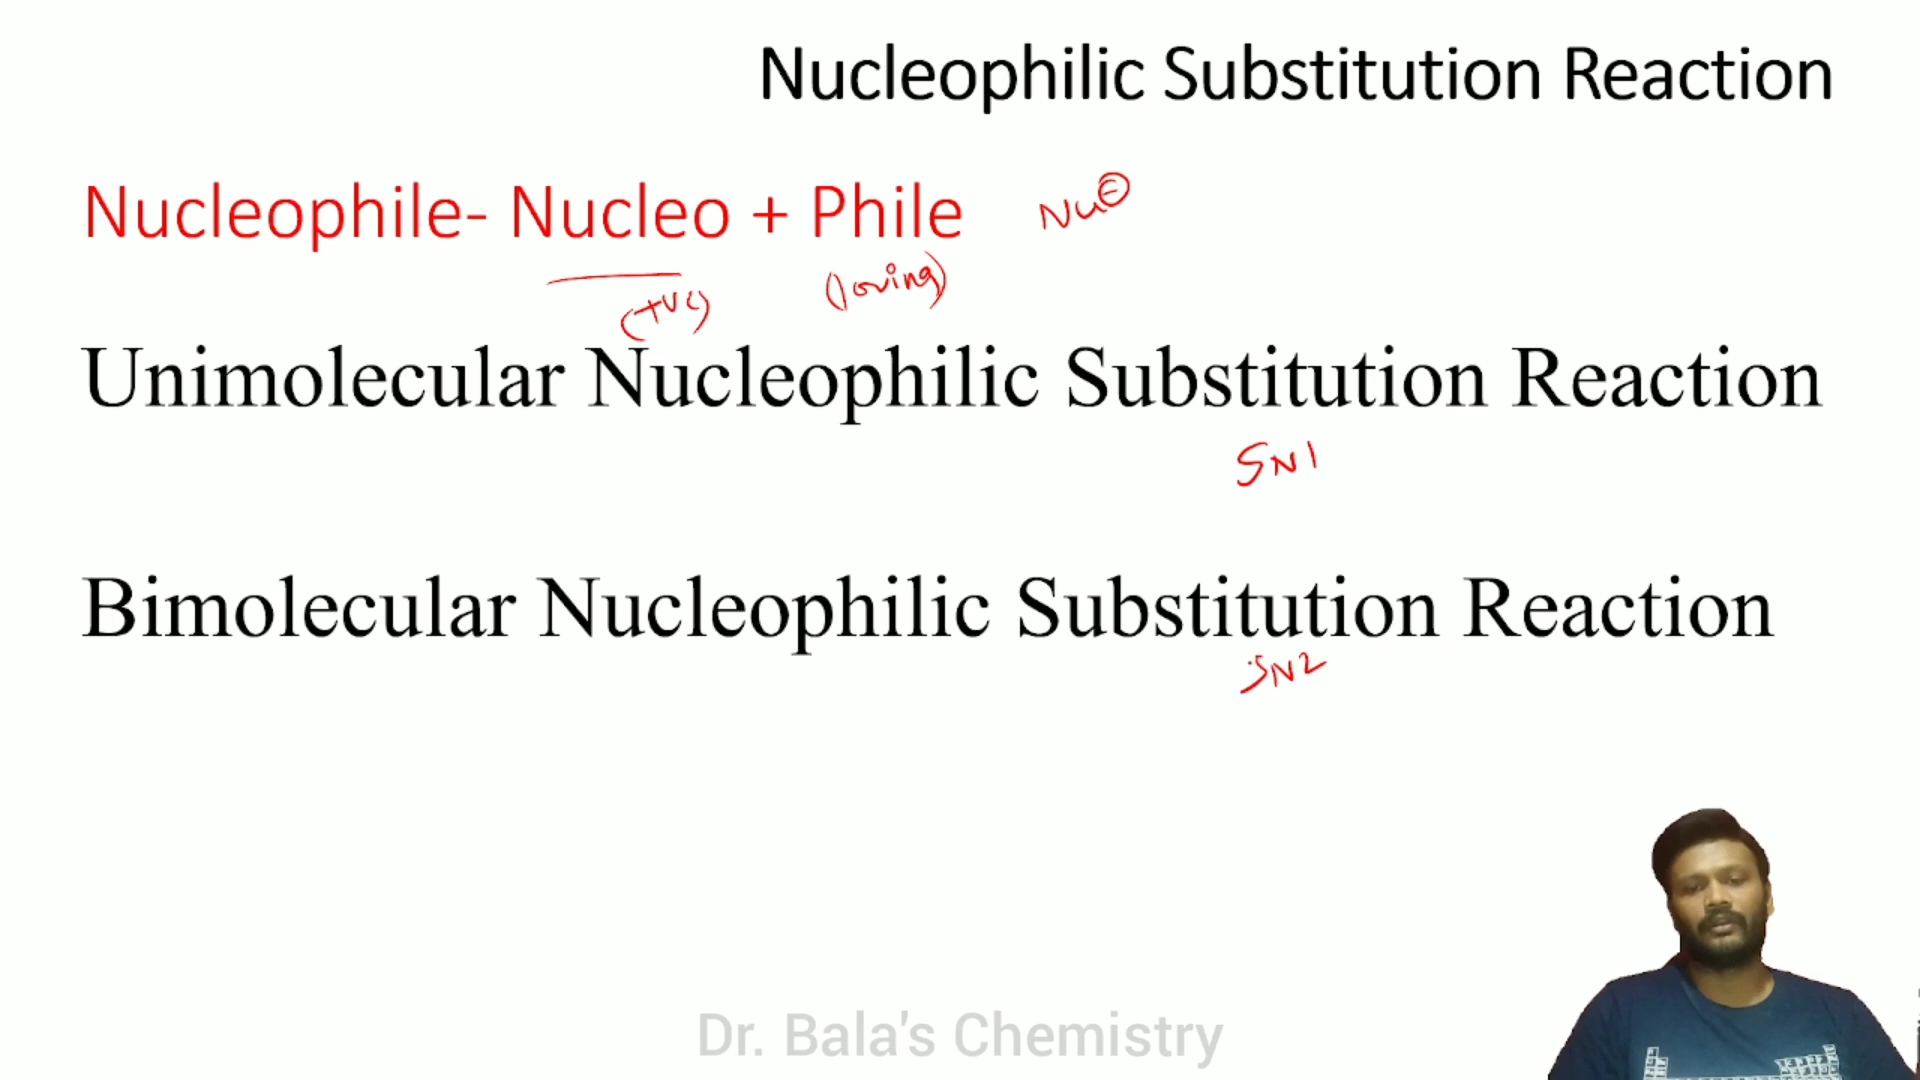 Nucleophilic Substitution Reaction
Nucleophile- Nucleo + Phile Nu⊖
(+ve) (loving)
Unimolecular Nucleophilic Substitution Reaction
SN1
Bimolecular Nucleophilic Substitution Reaction
SN2
Dr. Bala's Chemistry